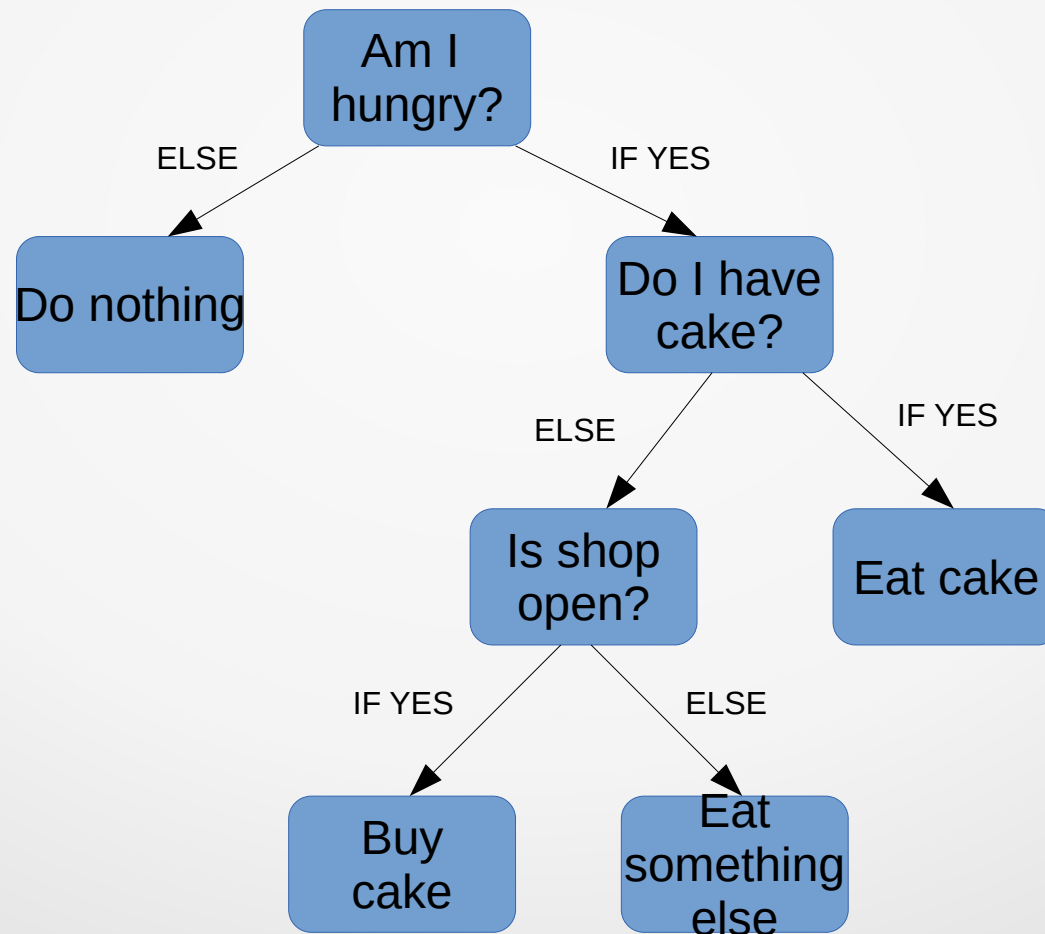 Am I
hungry?
ELSE
IF YES
Do nothing
Do I have
cake?
ELSE
IF YES
Is shop
open?
Eat cake
IF YES
ELSE
Buy
cake
Eat
something
else